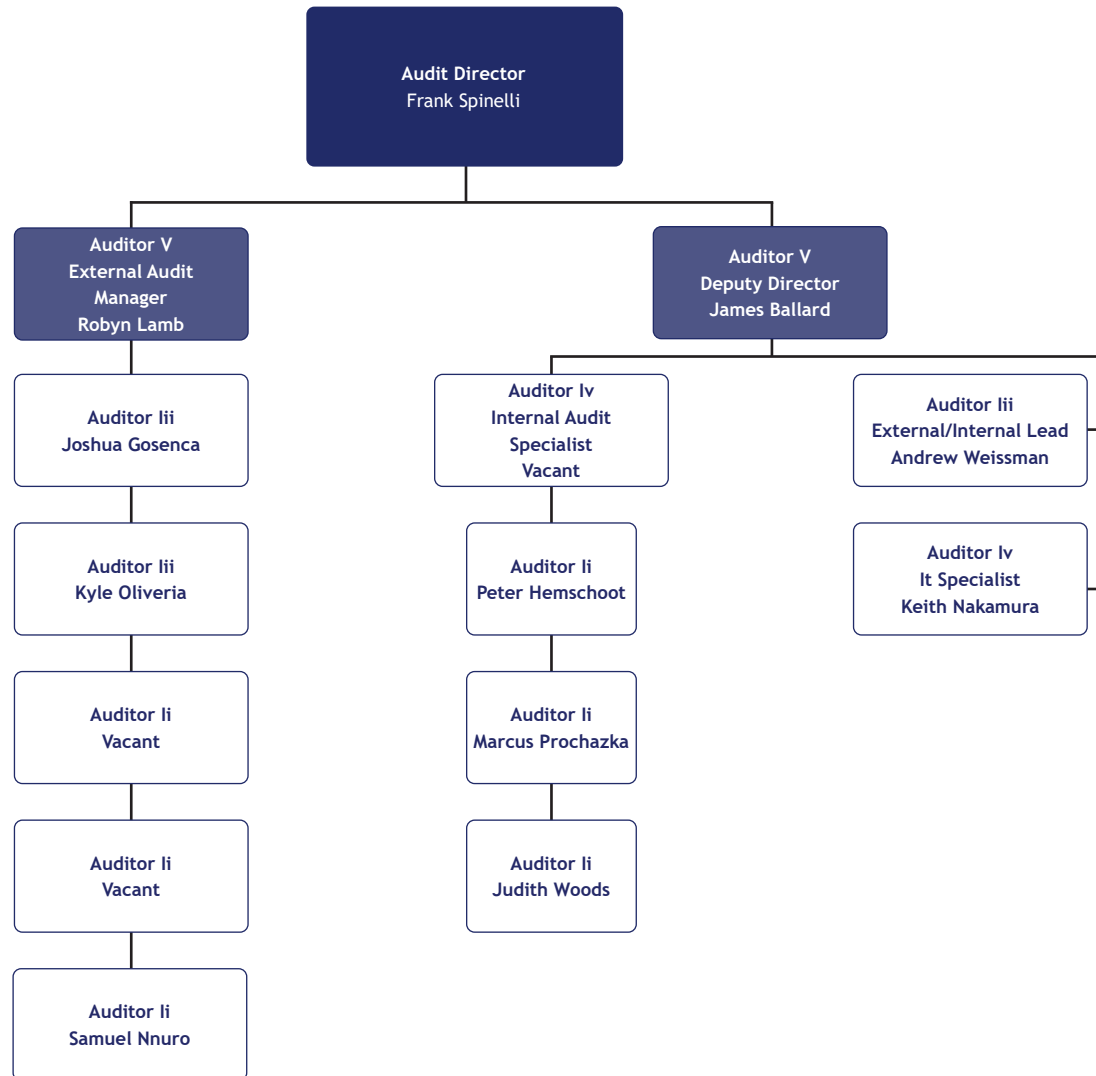 Audit Director
Frank Spinelli
Auditor V
External Audit
Manager
Robyn Lamb
Auditor V
Deputy Director
James Ballard
Auditor Iii
Joshua Gosenca
Auditor Iv
Internal Audit
Specialist
Vacant
Auditor Iii
External/Internal Lead
Andrew Weissman
Auditor Iii
Kyle Oliveria
Auditor Ii
Peter Hemschoot
Auditor Iv
It Specialist
Keith Nakamura
Auditor Ii
Vacant
Auditor Ii
Marcus Prochazka
Auditor Ii
Vacant
Auditor Ii
Judith Woods
Auditor Ii
Samuel Nnuro